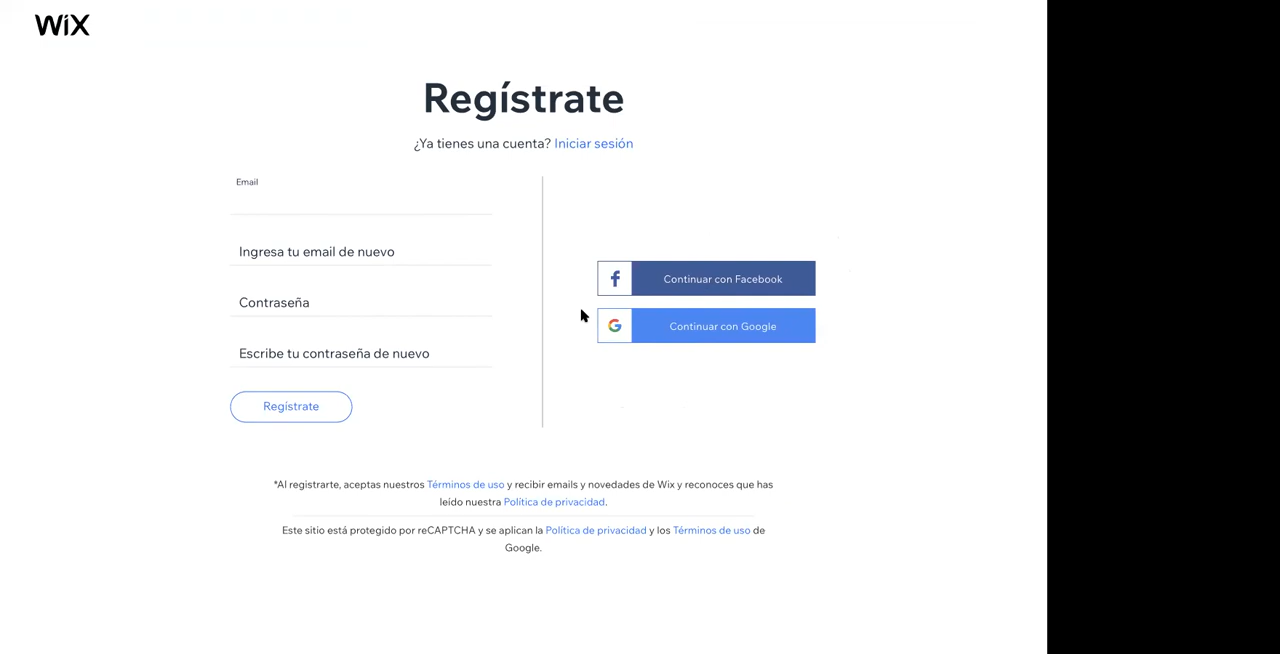 WiX
Regístrate
¿Ya tienes una cuenta? Iniciar sesión
Email
Ingresa tu email de nuevo
Contraseña
Escribe tu contraseña de nuevo
Regístrate
Continuar con Facebook
Continuar con Google
*Al registrarte, aceptas nuestros Términos de uso y recibir emails y novedades de Wix y reconoces que has
leído nuestra Política de privacidad.
Este sitio está protegido por reCAPTCHA y se aplican la Política de privacidad y los Términos de uso de
Google.